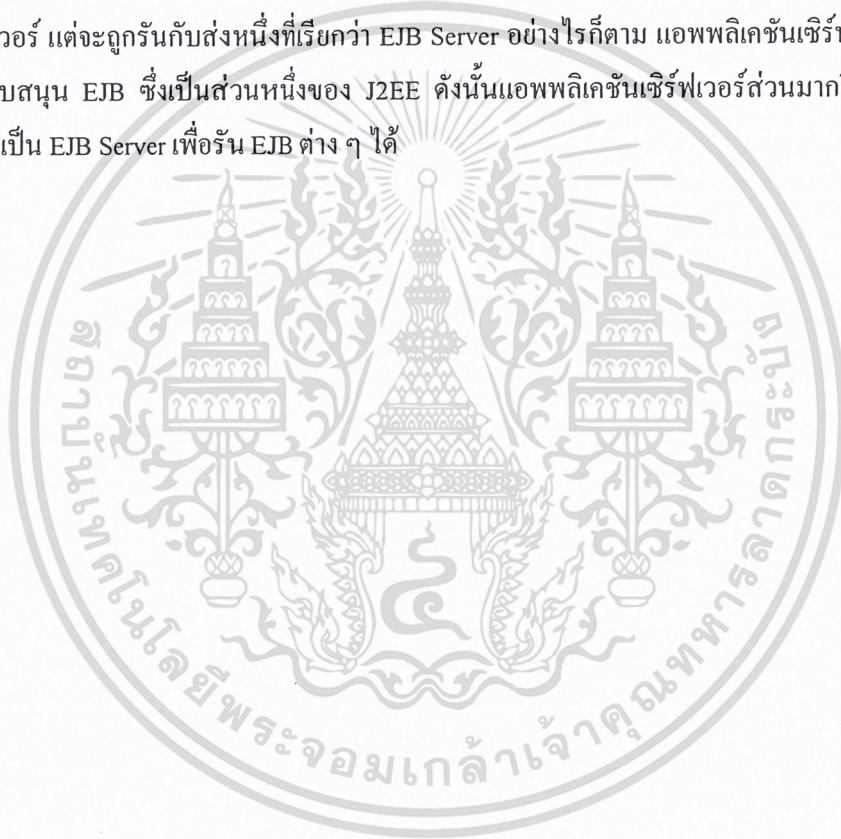 วอร์ แต่จะถูกรันกับส่งหนึ่งที่เรียกว่า EJB Server อย่างไรก็ตาม แอพพลิเคชันเซิร์
บสนุน EJB ซึ่งเป็นส่วนหนึ่งของ J2EE ดังนั้นแอพพลิเคชันเซิร์ฟเวอร์ส่วนมาก
เป็น EJB Server เพื่อรัน EJB ต่าง ๆ ได้
สถาบันเทคโนโลยีพระจอมเกล้าเจ้าคุณทหารลาดกระบัง